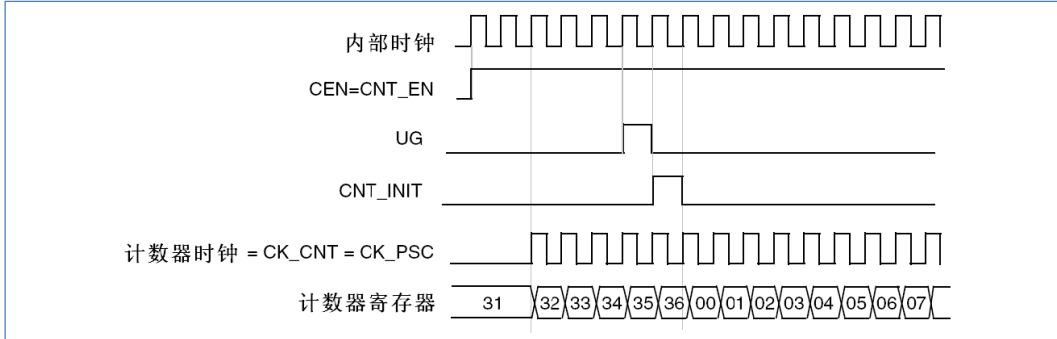 内部时钟
CEN=CNT_EN
UG
CNT_INIT
计数器时钟 = CK_CNT = CK_PSC
计数器寄存器 31 32 33 34 35 36 00 01 02 03 04 05 06 07